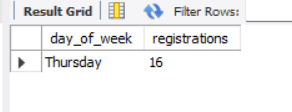 Result Grid Filter Rows:
day_of_week registrations
Thursday 16